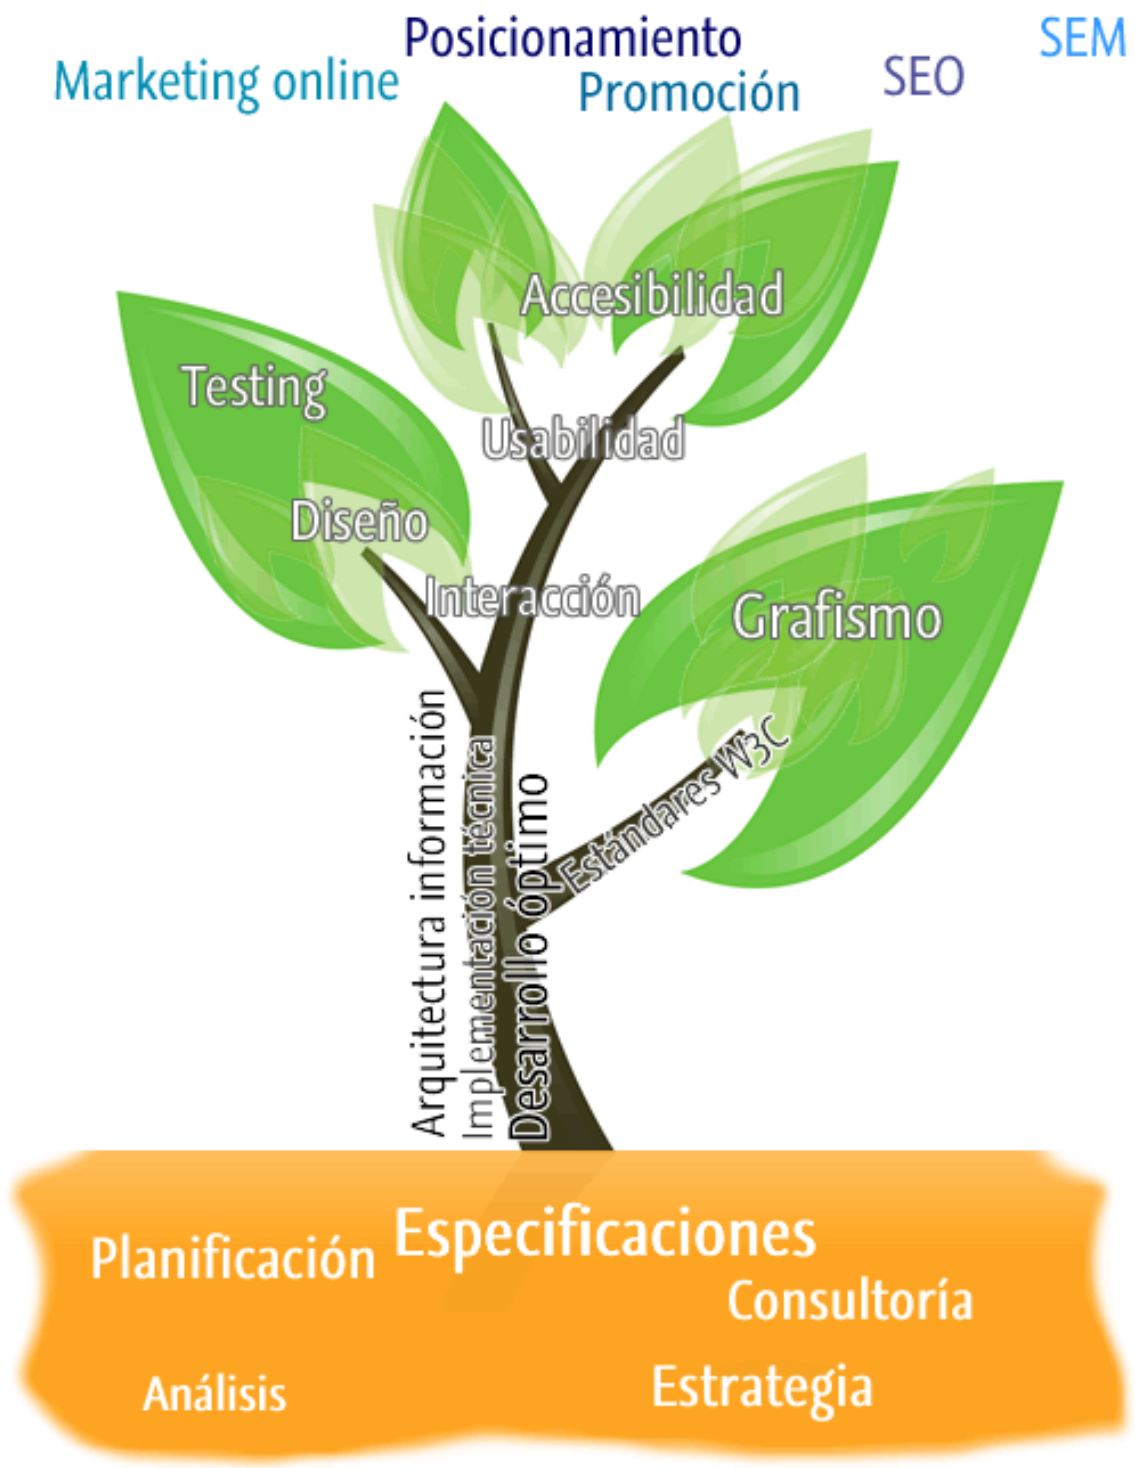 Posicionamiento
SEM
Marketing online
Promoción
SEO
Accesibilidad
Testing
Usabilidad
Diseño
Interacción
Grafismo
Arquitectura información
Implementación técnica
Desarrollo óptimo
Estándares W3C
Especificaciones
Planificación
Consultoría
Análisis
Estrategia